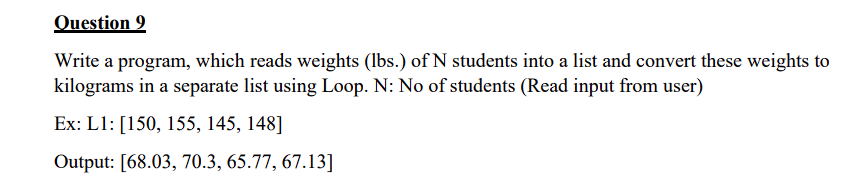 Question 9
Write a program, which reads weights (lbs.) of N students into a list and convert these weights to
kilograms in a separate list using Loop. N: No of students (Read input from user)
Ex: L1: [150, 155, 145, 148]
Output: [68.03, 70.3, 65.77, 67.13]